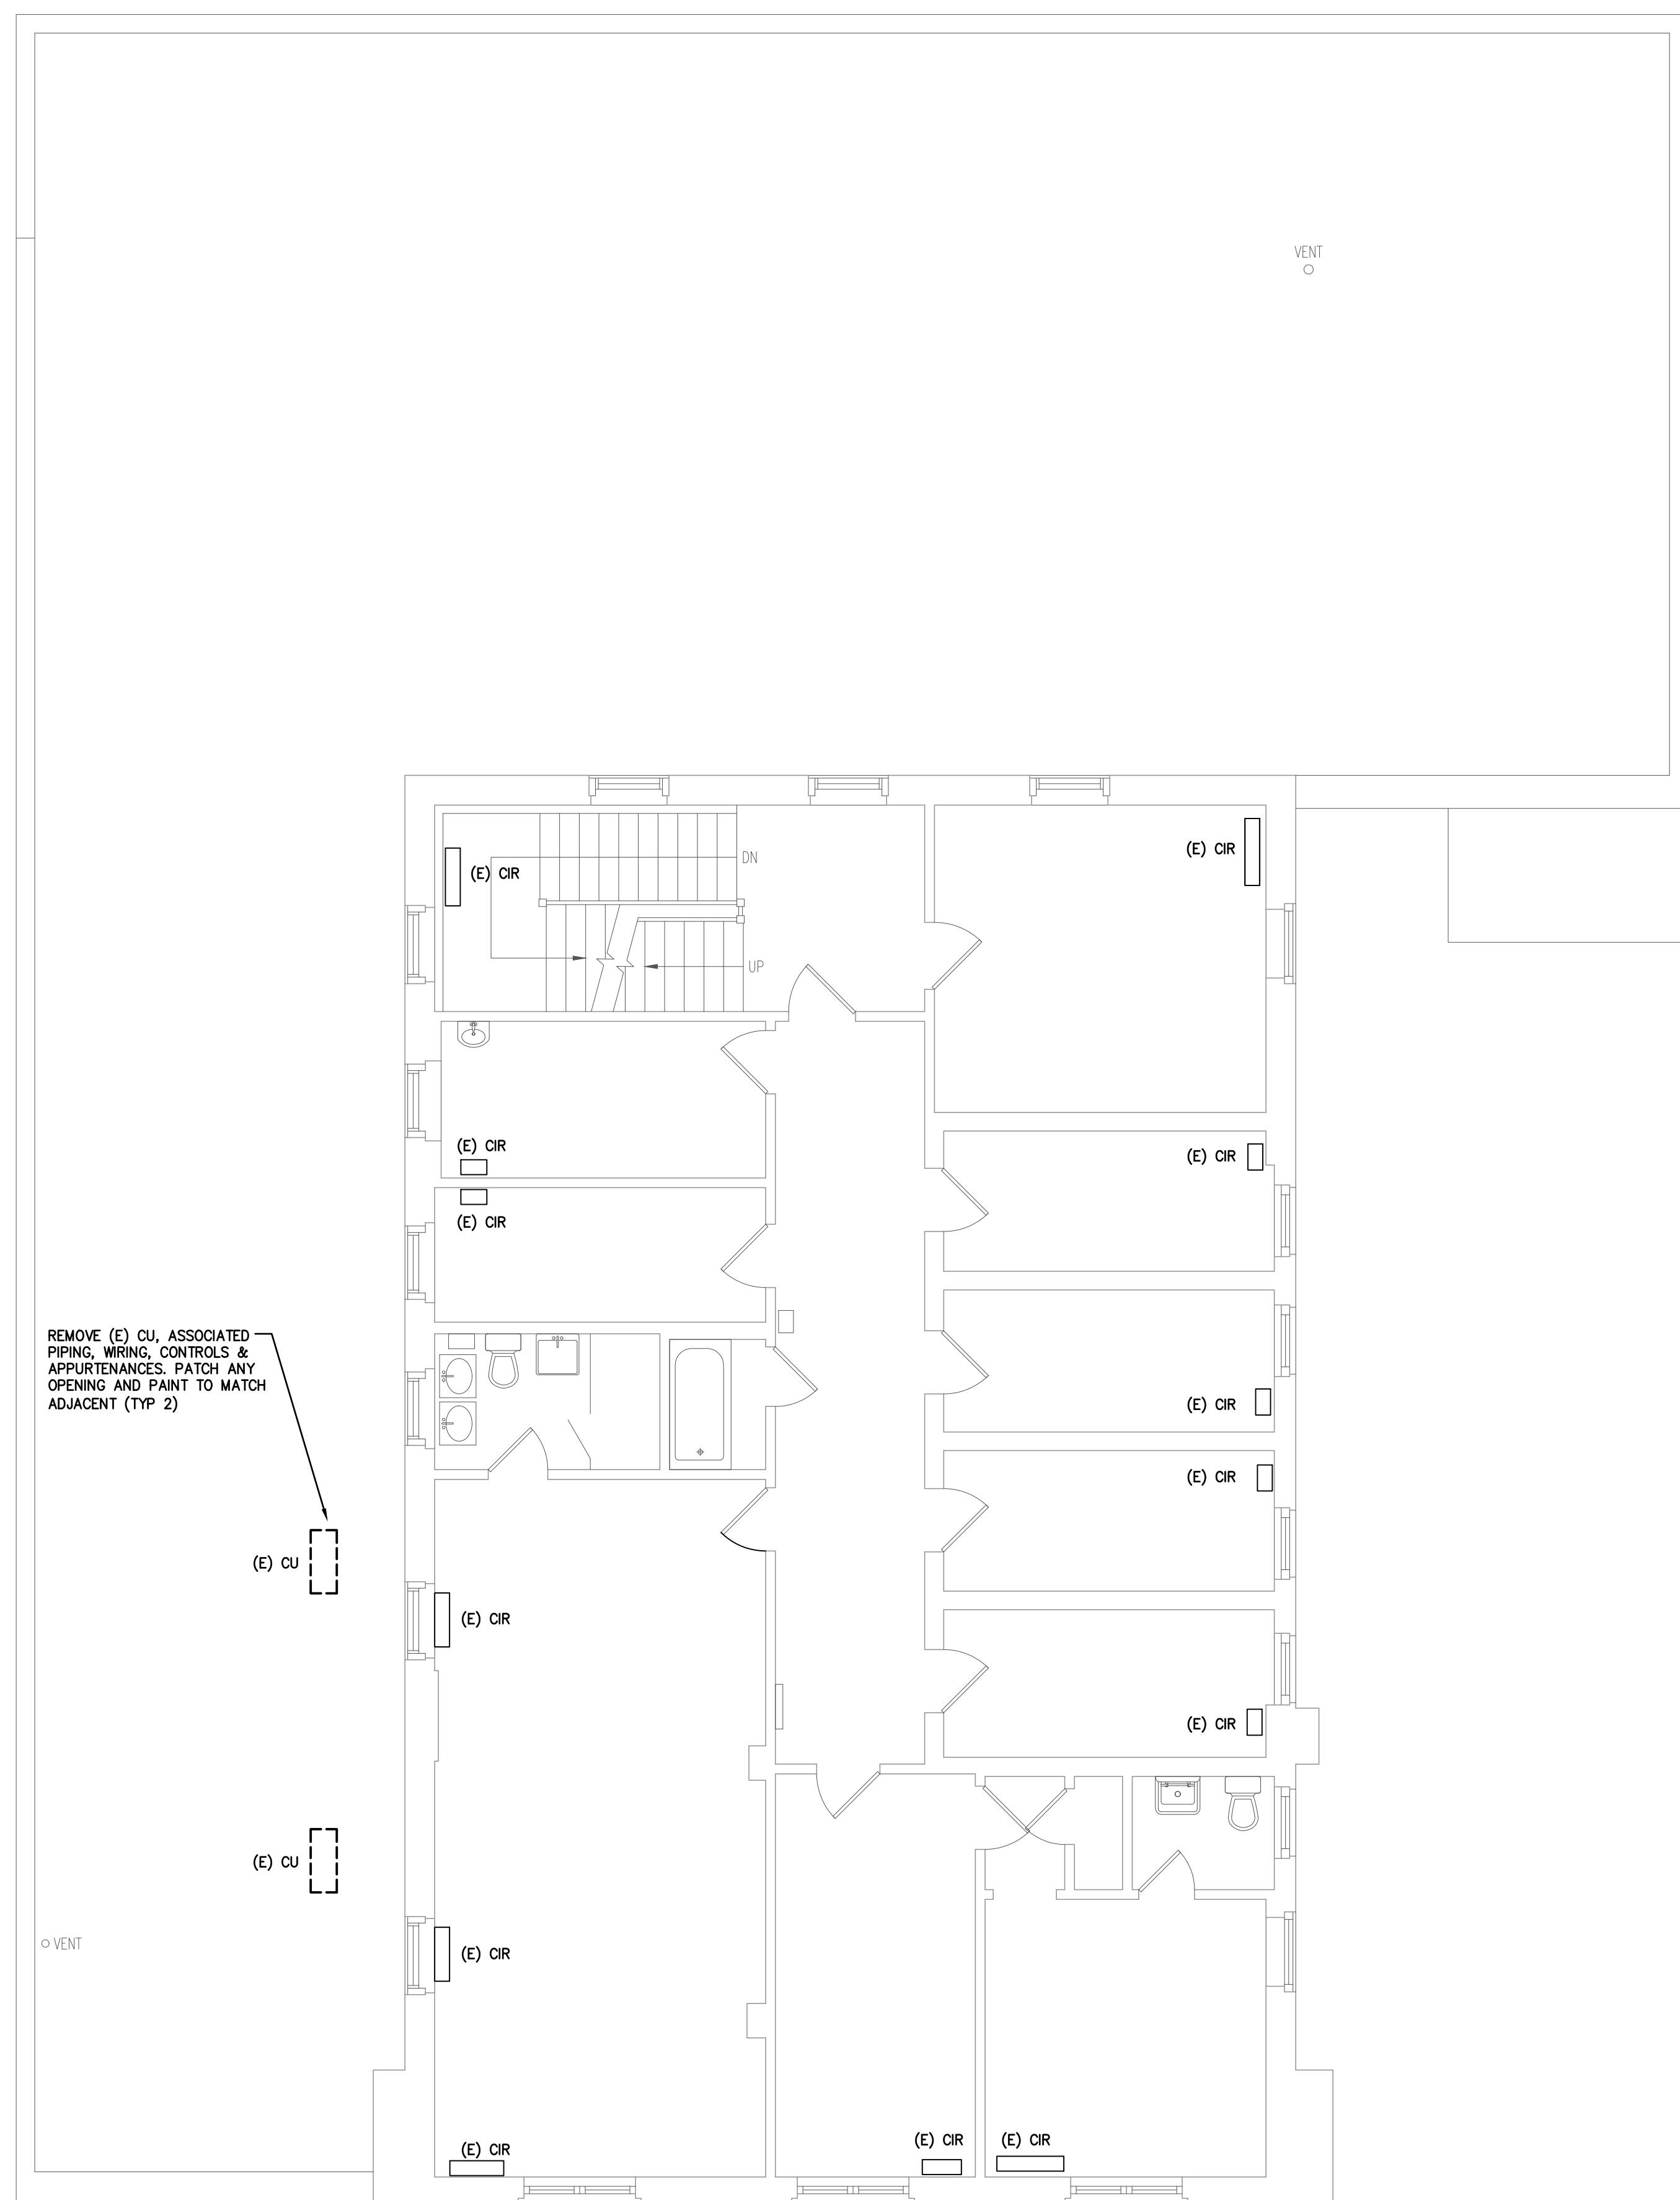 VENT
(E) CIR
DN
(E) CIR
UP
(E) CIR
(E) CIR
(E) CIR
REMOVE (E) CU, ASSOCIATED
PIPING, WIRING, CONTROLS &
APPURTENANCES. PATCH ANY
OPENING AND PAINT TO MATCH
ADJACENT (TYP 2)
(E) CIR
(E) CIR
(E) CU
(E) CIR
(E) CIR
(E) CU
VENT
(E) CIR
(E) CIR
(E) CIR
(E) CIR